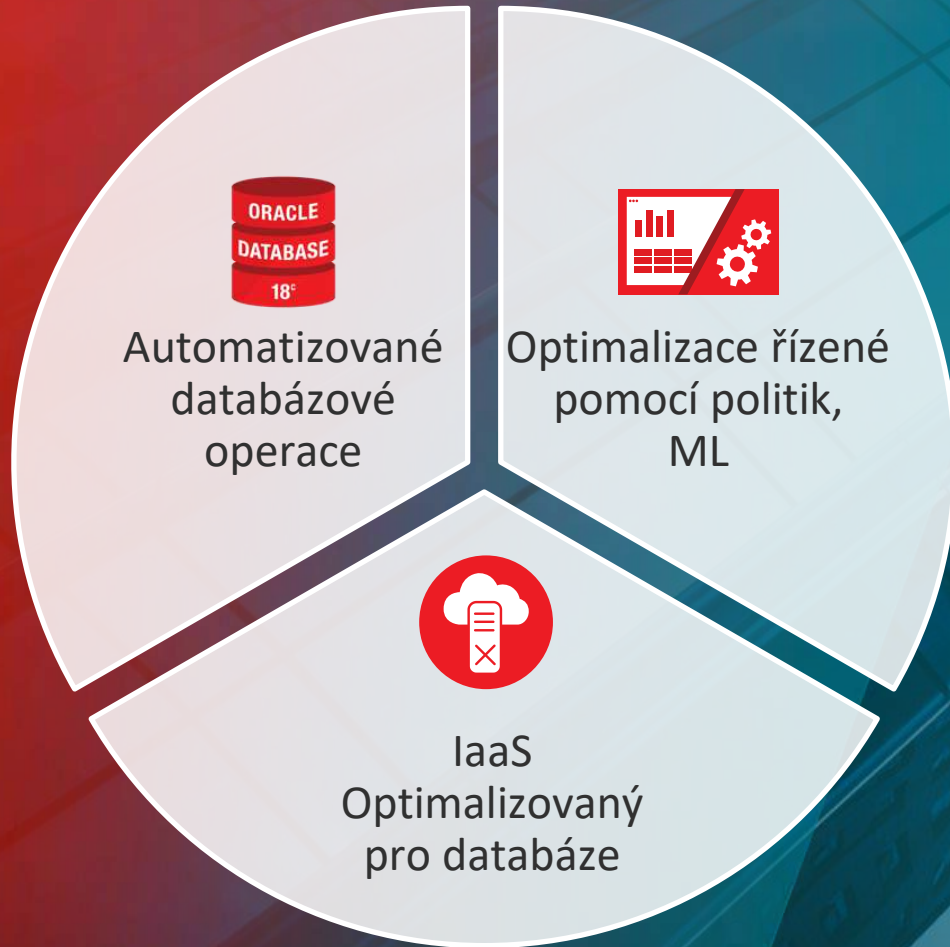 ORACLE
DATABASE
18c
Automatizované
databázové
operace
Optimalizace řízené
pomocí politik,
ML
IaaS
Optimalizovaný
pro databáze